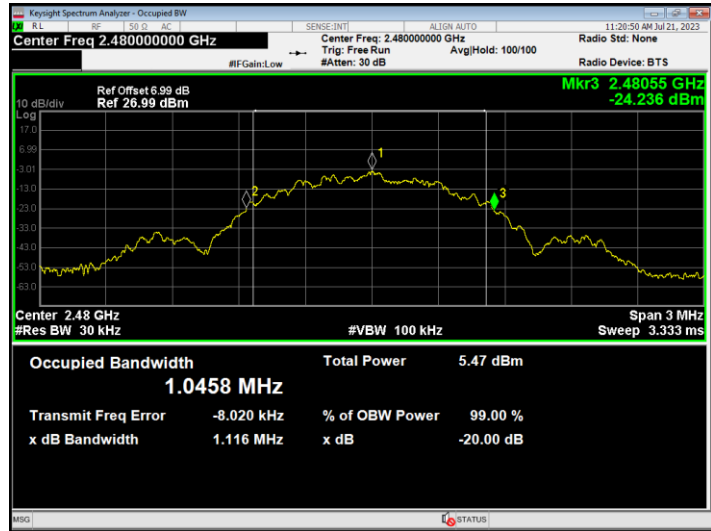 Keysight Spectrum Analyzer - Occupied BW
RL RF 50 Ω AC SENSE:INT ALIGN AUTO 11:20:50 AM Jul 21, 2023
Center Freq 2.480000000 GHz
Center Freq: 2.480000000 GHz Radio Std: None
Trig: Free Run Avg|Hold: 100/100
#IFGain:Low #Atten: 30 dB Radio Device: BTS
Mkr3 2.48055 GHz
-24.236 dBm
Ref Offset 6.99 dB
10 dB/div Ref 26.99 dBm
Log
17.0
6.99
-3.01
-13.0
-23.0
-33.0
-43.0
-53.0
-63.0
1
2
3
Center 2.48 GHz Span 3 MHz
#Res BW 30 kHz #VBW 100 kHz Sweep 3.333 ms
Occupied Bandwidth Total Power 5.47 dBm
1.0458 MHz
Transmit Freq Error -8.020 kHz % of OBW Power 99.00 %
x dB Bandwidth 1.116 MHz x dB -20.00 dB
MSG STATUS